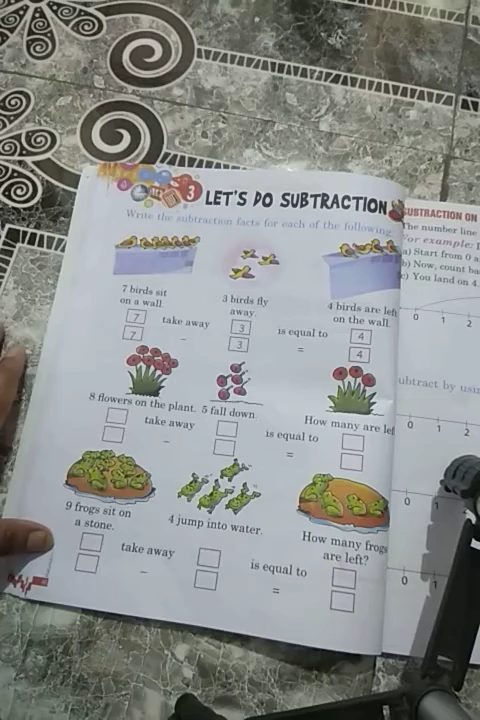 3
LET'S DO SUBTRACTION
Write the subtraction facts for each of the following.
7 birds sit
on a wall.
3 birds fly
away.
4 birds are left
on the wall.
7 take away 3 is equal to 4
7 – 3 = 4
8 flowers on the plant. 5 fall down.
How many are lef
take away is equal to
– =
9 frogs sit on
a stone.
4 jump into water.
How many frogs
are left?
take away is equal to
– =
SUBTRACTION ON
The number line
For example:
a) Start from 0 a
b) Now, count ba
c) You land on 4
0 1 2
ubtract by usin
0 1 2
0 1
0 1